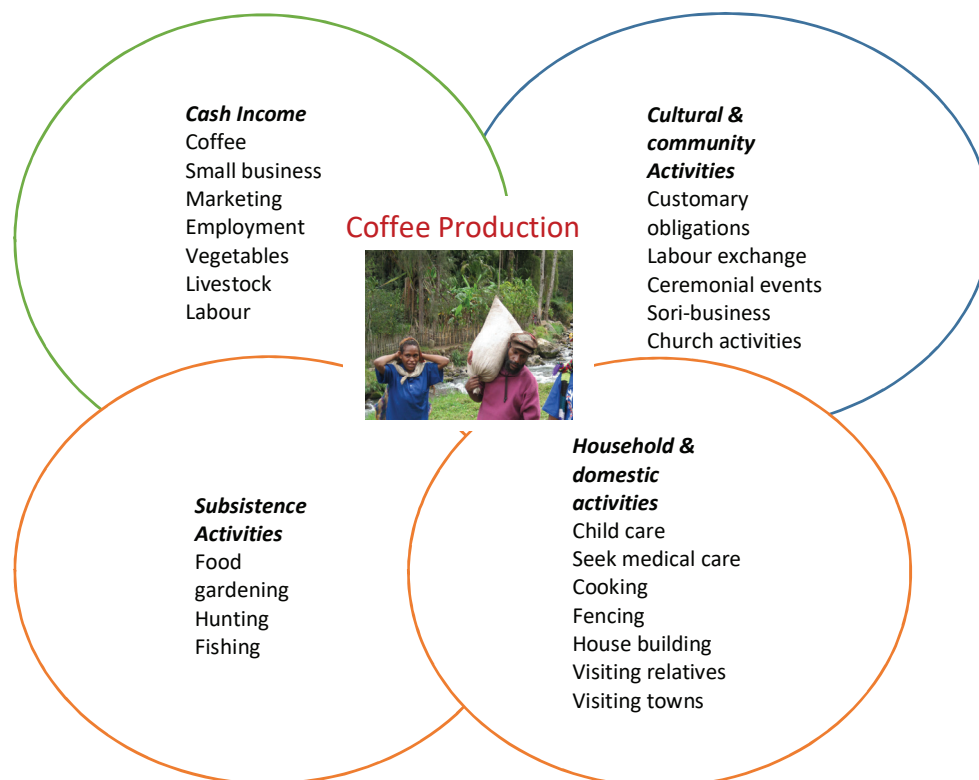 Cash Income
Coffee
Small business
Marketing
Employment
Vegetables
Livestock
Labour
Cultural &
community
Activities
Customary
obligations
Labour exchange
Ceremonial events
Sori-business
Church activities
Coffee Production
Subsistence
Activities
Food
gardening
Hunting
Fishing
Household &
domestic
activities
Child care
Seek medical care
Cooking
Fencing
House building
Visiting relatives
Visiting towns